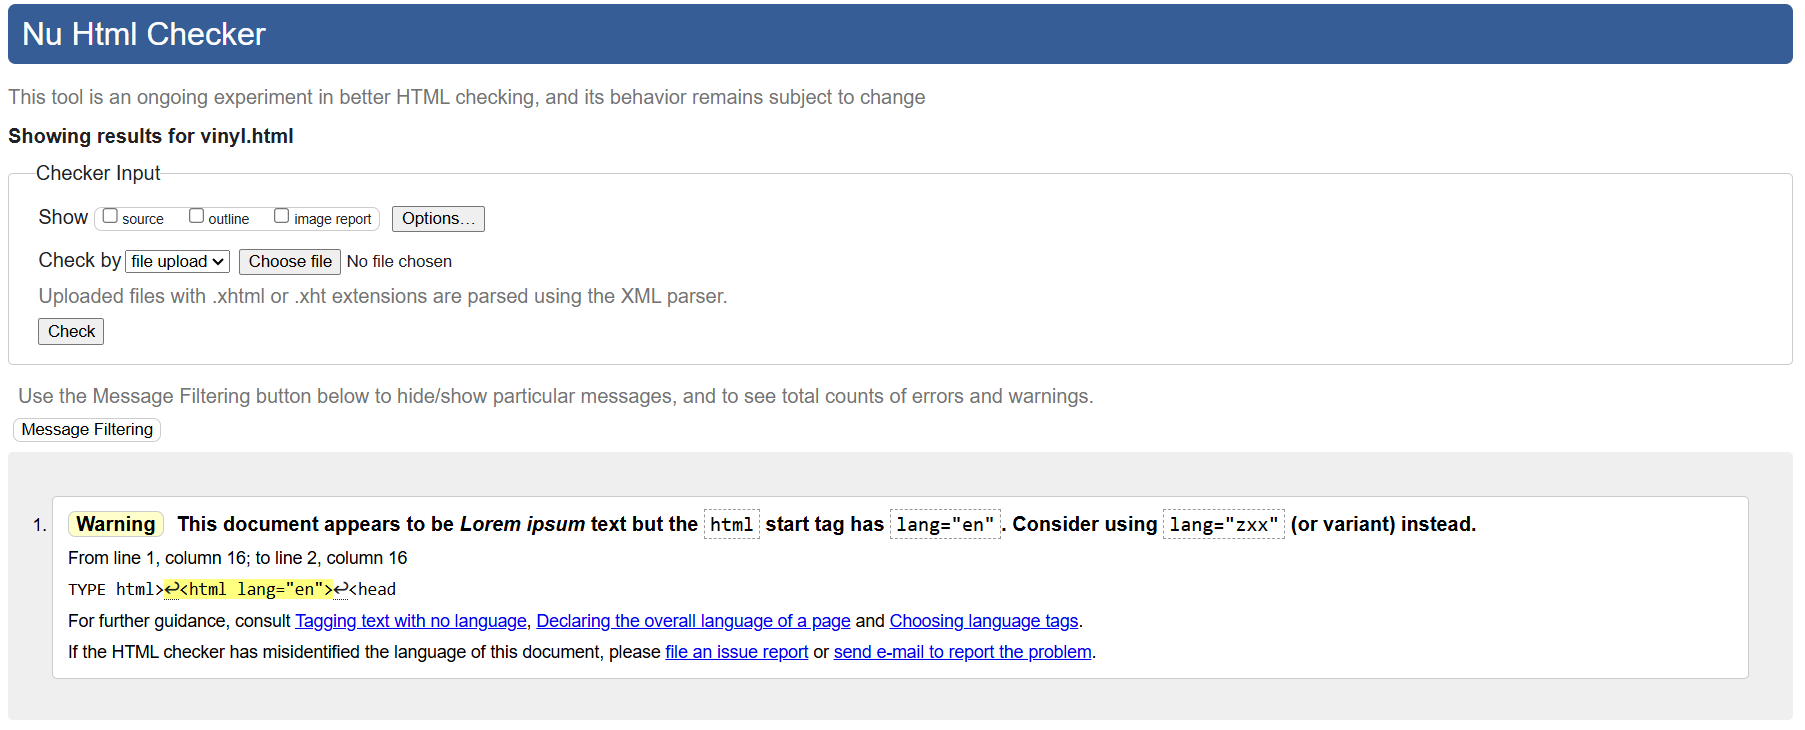 Nu Html Checker
This tool is an ongoing experiment in better HTML checking, and its behavior remains subject to change
Showing results for vinyl.html
Checker Input
Show source outline image report Options…
Check by file upload Choose file No file chosen
Uploaded files with .xhtml or .xht extensions are parsed using the XML parser.
Check
Use the Message Filtering button below to hide/show particular messages, and to see total counts of errors and warnings.
Message Filtering
1. Warning This document appears to be Lorem ipsum text but the html start tag has lang="en". Consider using lang="zxx" (or variant) instead.
From line 1, column 16; to line 2, column 16
TYPE html>↩<html lang="en">↩<head
For further guidance, consult Tagging text with no language, Declaring the overall language of a page and Choosing language tags.
If the HTML checker has misidentified the language of this document, please file an issue report or send e-mail to report the problem.